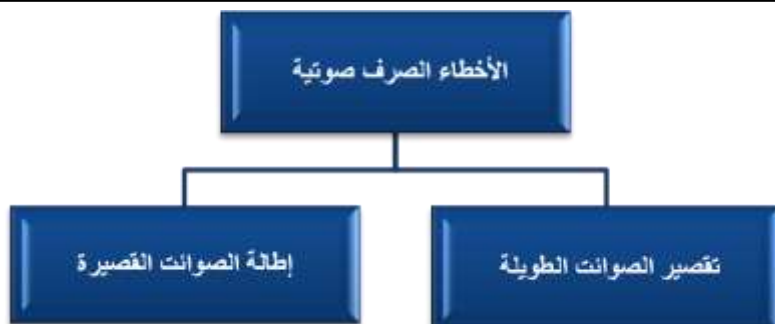 الأخطاء الصرف صوتية
تقصير الصوائت الطويلة
إطالة الصوائت القصيرة